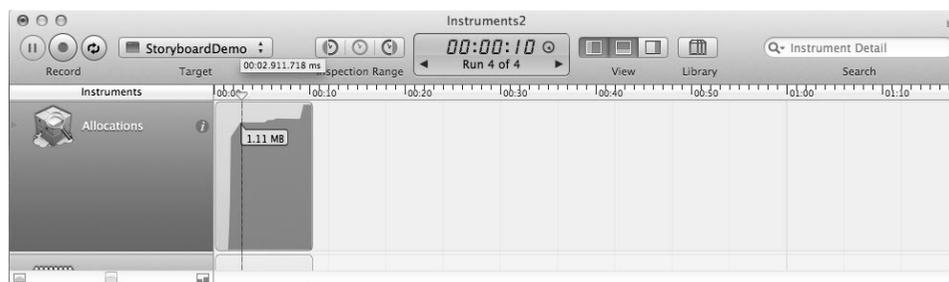 Instruments2
StoryboardDemo
00:00:10
Run 4 of 4
Instrument Detail
00:02.911.718 ms
Record
Target
nspection Range
View
Library
Search
Instruments
00:0
00:10
00:20
00:30
00:40
00:50
01:00
01:10
Allocations
1.11 MB